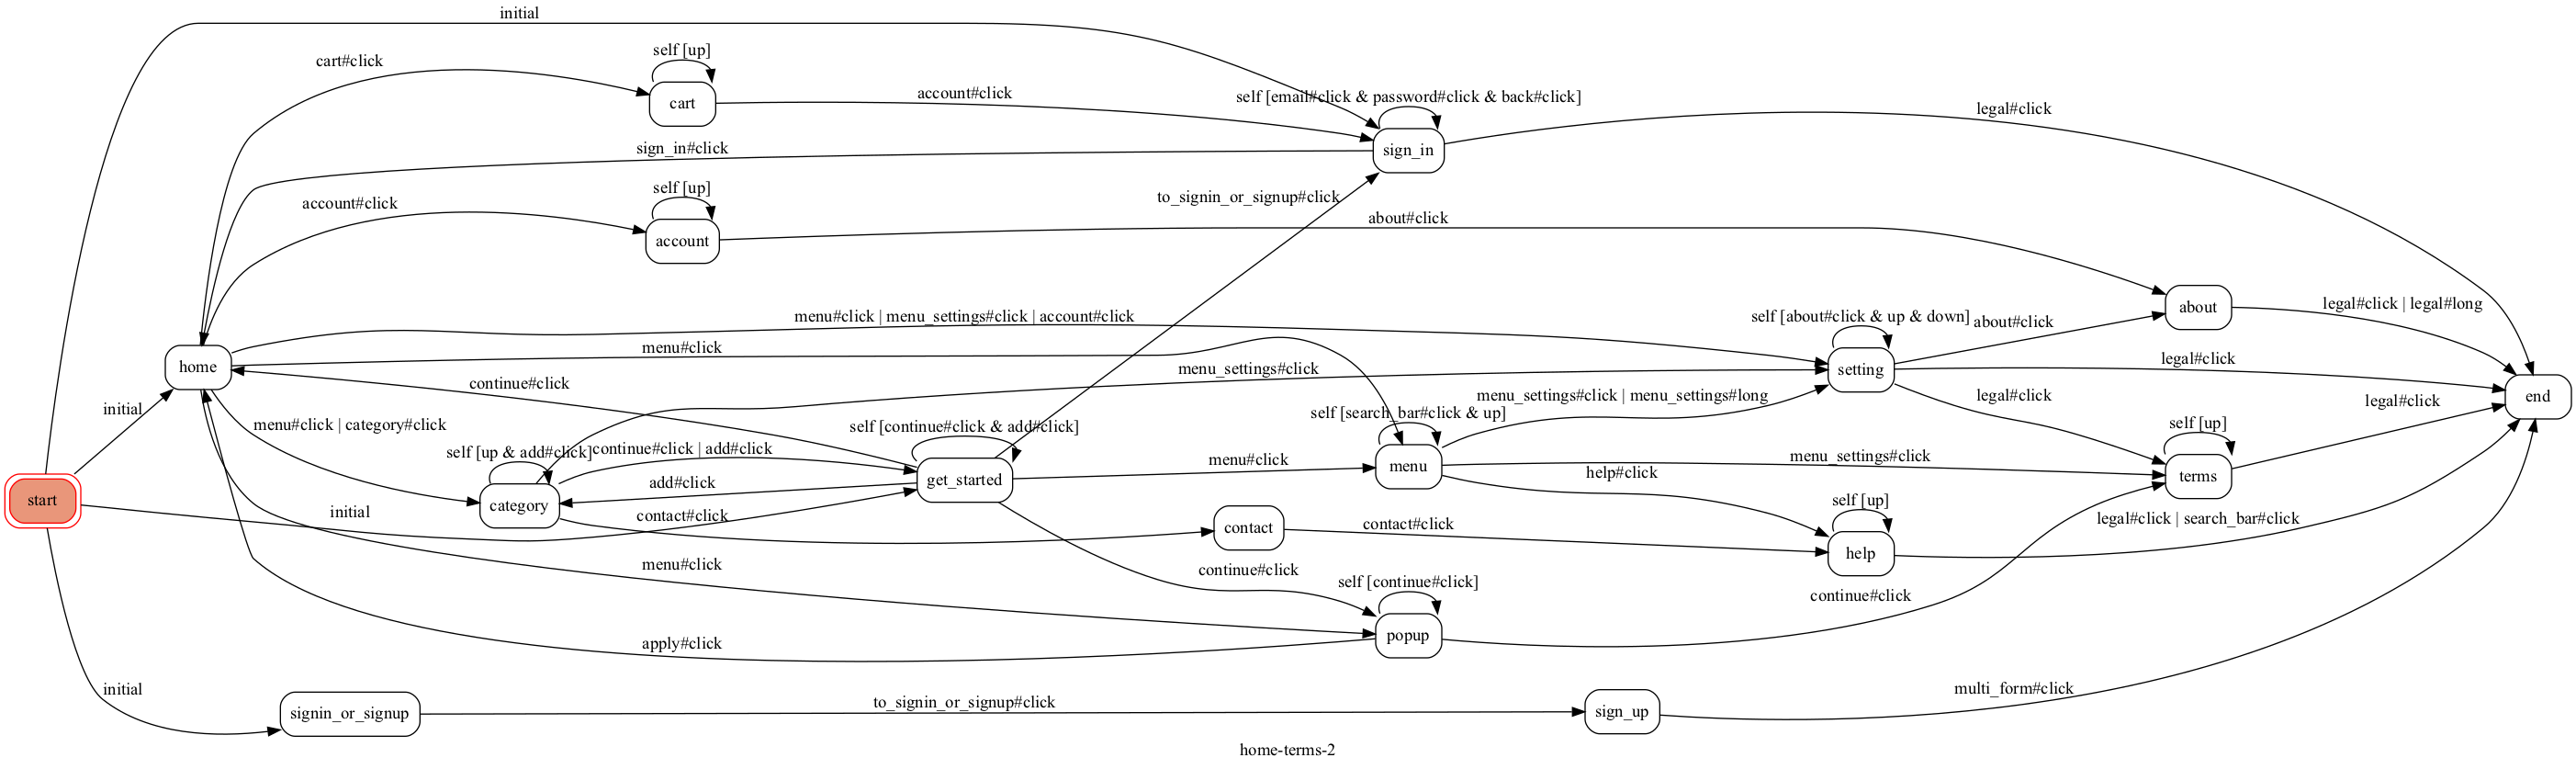 initial
self [up]
cart#click
cart
account#click
self [email#click & password#click & back#click]
legal#click
sign_in#click
sign_in
self [up]
to_signin_or_signup#click
account#click
account
about#click
menu#click | menu_settings#click | account#click
self [about#click & up & down]
about#click
about
legal#click | legal#long
home
menu#click
continue#click
menu_settings#click
setting
legal#click
end
initial
menu#click | category#click
self [continue#click & add#click]
self [search_bar#click & up]
menu_settings#click | menu_settings#long
legal#click
legal#click
self [up & add#click]
continue#click | add#click
self [up]
start
category
add#click
get_started
menu#click
menu
menu_settings#click
help#click
terms
initial
contact#click
contact
contact#click
self [up]
help
legal#click | search_bar#click
menu#click
continue#click
self [continue#click]
continue#click
apply#click
popup
initial
signin_or_signup
to_signin_or_signup#click
sign_up
multi_form#click
home-terms-2